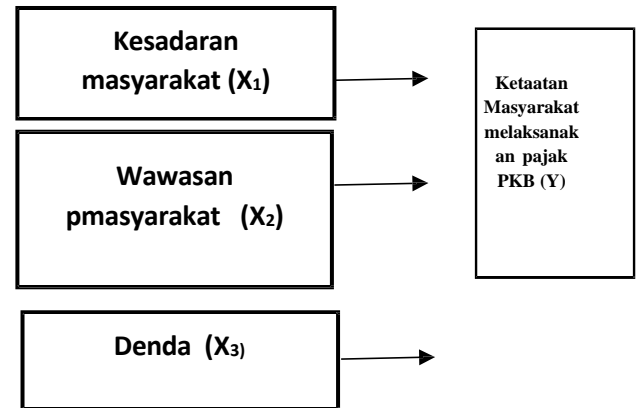 Kesadaran
masyarakat (X1)
Wawasan
pmasyarakat (X2)
Denda (X3)
Ketaatan
Masyarakat
melaksanak
an pajak
PKB (Y)